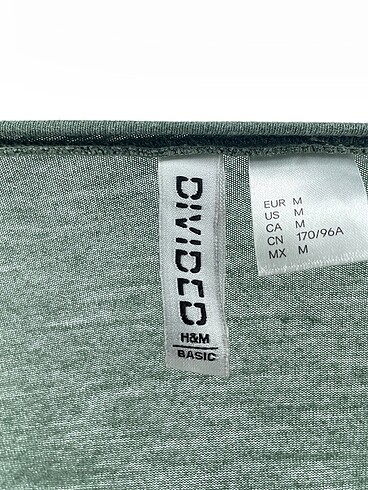 DIVIDED
H&M
BASIC
EUR M
US M
CA M
CN 170/96A
MX M